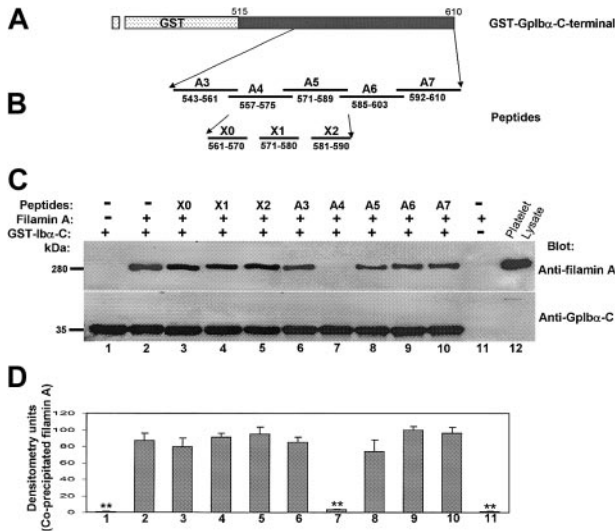 A
515
610
GST
GST-GpIbα-C-terminal
B
A3
A4
A5
A6
A7
543-561
557-575
571-589
585-603
592-610
X0
X1
X2
561-570
571-580
581-590
Peptides
C
Peptides: - - X0 X1 X2 A3 A4 A5 A6 A7 -
Filamin A: - + + + + + + + + + +
GST-Ibα-C: + + + + + + + + + + -
Platelet Lysate
kDa:
Blot:
280
Anti-filamin A
35
Anti-GpIbα-C
1 2 3 4 5 6 7 8 9 10 11 12
D
Densitometry units
(Co-precipitated filamin A)
120
100
80
60
40
20
0
** ** **
1 2 3 4 5 6 7 8 9 10 11